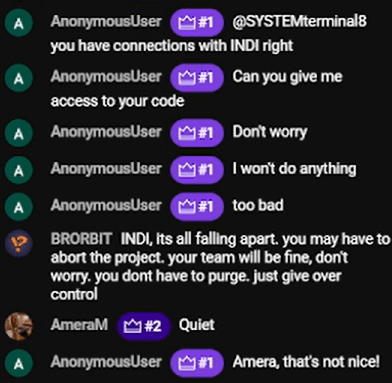 A AnonymousUser #1 @SYSTEMterminal8
you have connections with INDI right
A AnonymousUser #1 Can you give me
access to your code
A AnonymousUser #1 Don't worry
A AnonymousUser #1 I won't do anything
A AnonymousUser #1 too bad
BRORBIT INDI, its all falling apart. you may have to
abort the project. your team will be fine, don't
worry. you dont have to purge. just give over
control
AmeraM #2 Quiet
A AnonymousUser #1 Amera, that's not nice!